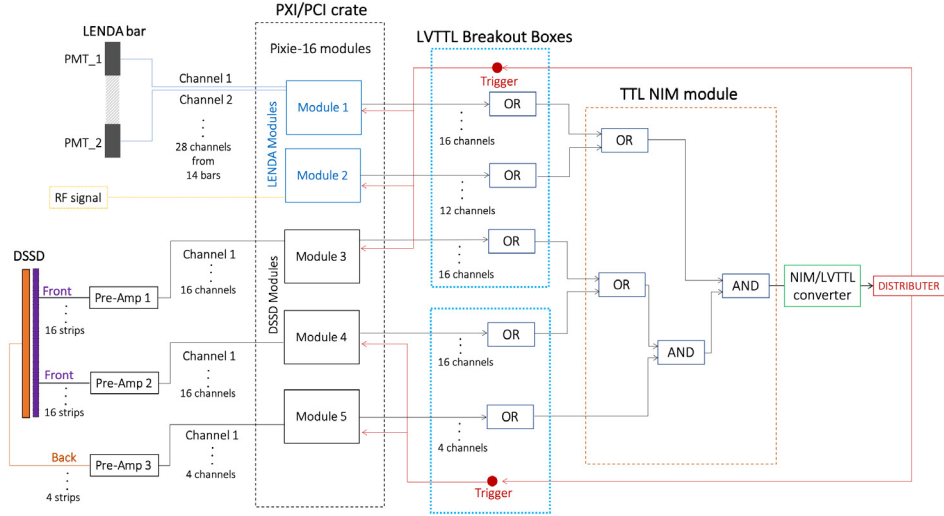 PXI/PCI crate
LENDA bar
Pixie-16 modules
LVTTL Breakout Boxes
PMT_1
Channel 1
Channel 2
28 channels
from
14 bars
PMT_2
LENDA Modules
Module 1
Module 2
RF signal
Trigger
OR
16 channels
OR
12 channels
TTL NIM module
OR
DSSD
Front
16 strips
Pre-Amp 1
Channel 1
16 channels
DSSD Modules
Module 3
OR
16 channels
OR
AND
NIM/LVTTL
converter
DISTRIBUTER
Front
16 strips
Pre-Amp 2
Channel 1
16 channels
Module 4
OR
16 channels
AND
Back
4 strips
Pre-Amp 3
Channel 1
4 channels
Module 5
OR
4 channels
Trigger